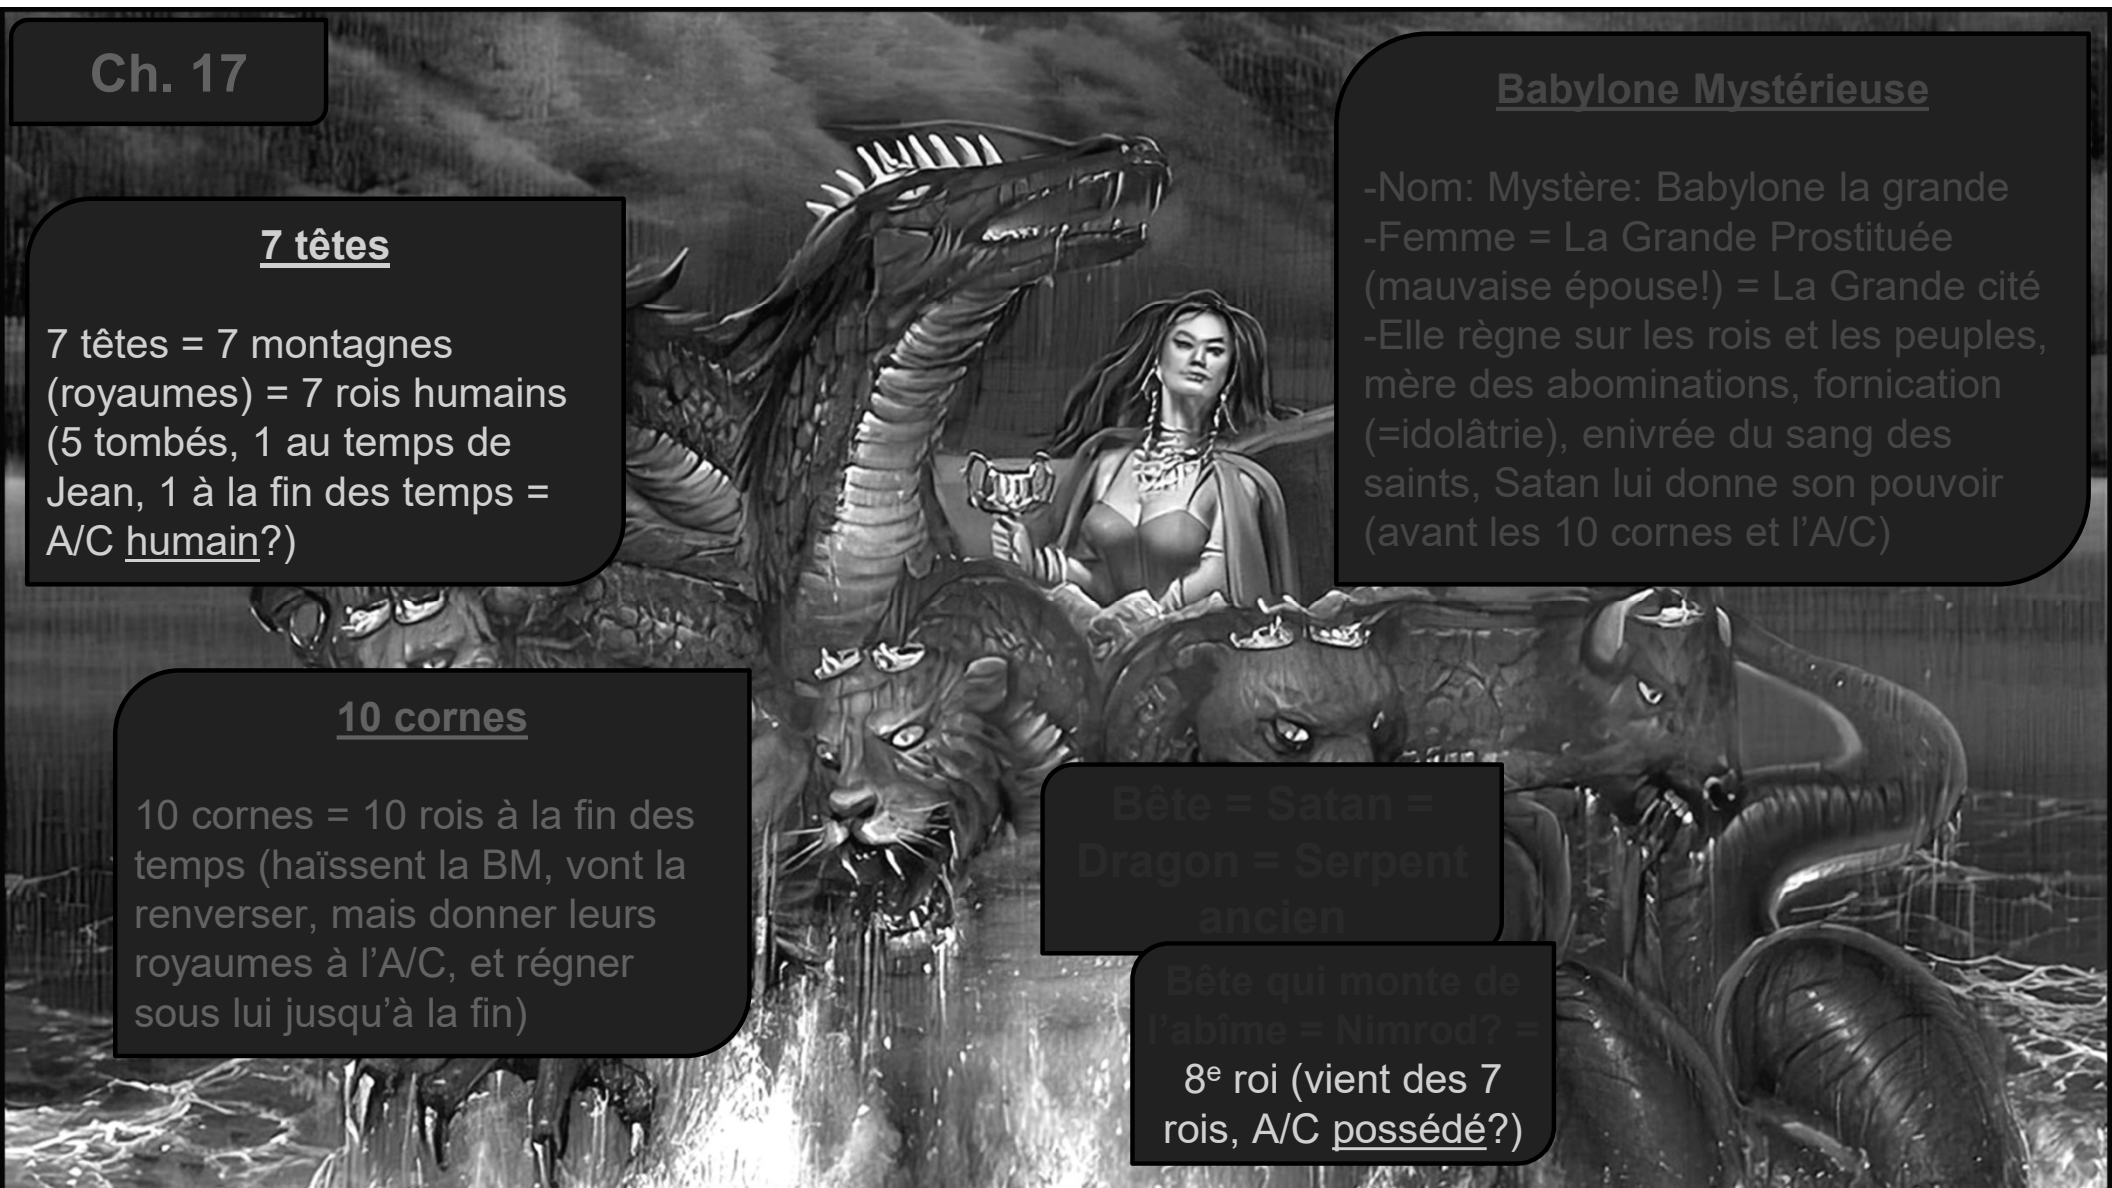 Ch. 17
7 têtes
7 têtes = 7 montagnes
(royaumes) = 7 rois humains
(5 tombés, 1 au temps de
Jean, 1 à la fin des temps =
A/C humain?)
10 cornes
10 cornes = 10 rois à la fin des
temps (haïssent la BM, vont la
renverser, mais donner leurs
royaumes à l’A/C, et régner
sous lui jusqu’à la fin)
Babylone Mystérieuse
-Nom: Mystère: Babylone la grande
-Femme = La Grande Prostituée
(mauvaise épouse!) = La Grande cité
-Elle règne sur les rois et les peuples,
mère des abominations, fornication
(=idolâtrie), enivrée du sang des
saints, Satan lui donne son pouvoir
(avant les 10 cornes et l’A/C)
Bête = Satan =
Dragon = Serpent
ancien
Bête qui monte de
l’abîme = Nimrod? =
8e roi (vient des 7
rois, A/C possédé?)